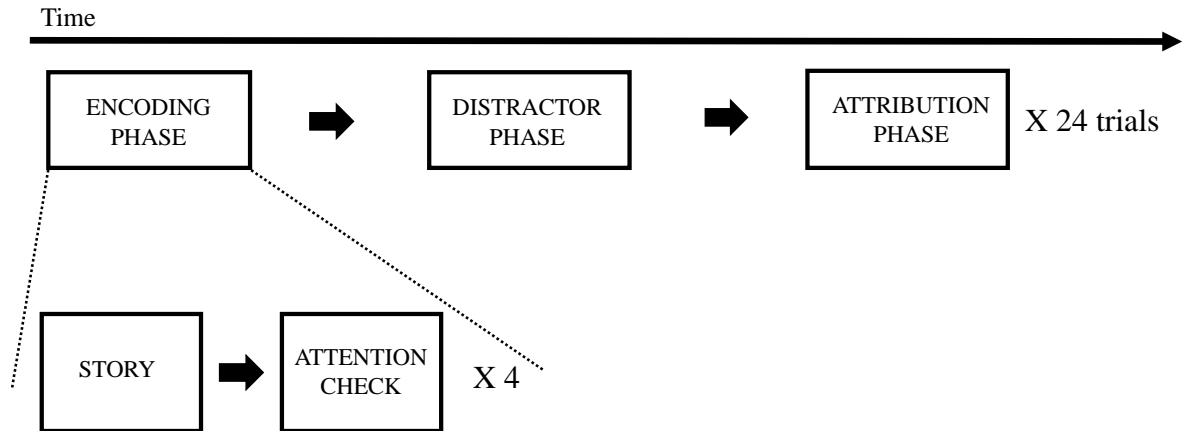 Time
ENCODING
PHASE
DISTRACTOR
PHASE
ATTRIBUTION
PHASE
X 24 trials
STORY
ATTENTION
CHECK
X 4